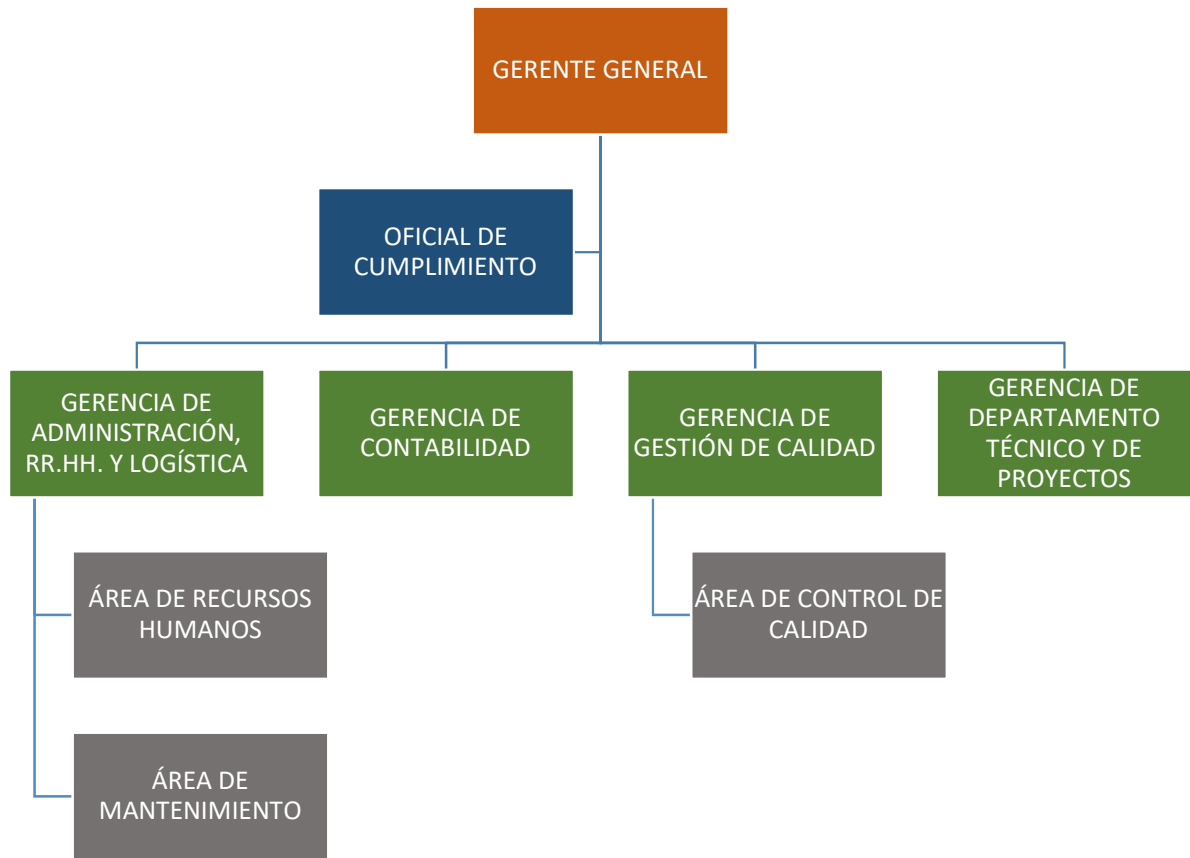 GERENTE GENERAL
OFICIAL DE
CUMPLIMIENTO
GERENCIA DE
ADMINISTRACIÓN,
RR.HH. Y LOGÍSTICA
GERENCIA DE
CONTABILIDAD
GERENCIA DE
GESTIÓN DE CALIDAD
GERENCIA DE
DEPARTAMENTO
TÉCNICO Y DE
PROYECTOS
ÁREA DE RECURSOS
HUMANOS
ÁREA DE CONTROL DE
CALIDAD
ÁREA DE
MANTENIMIENTO